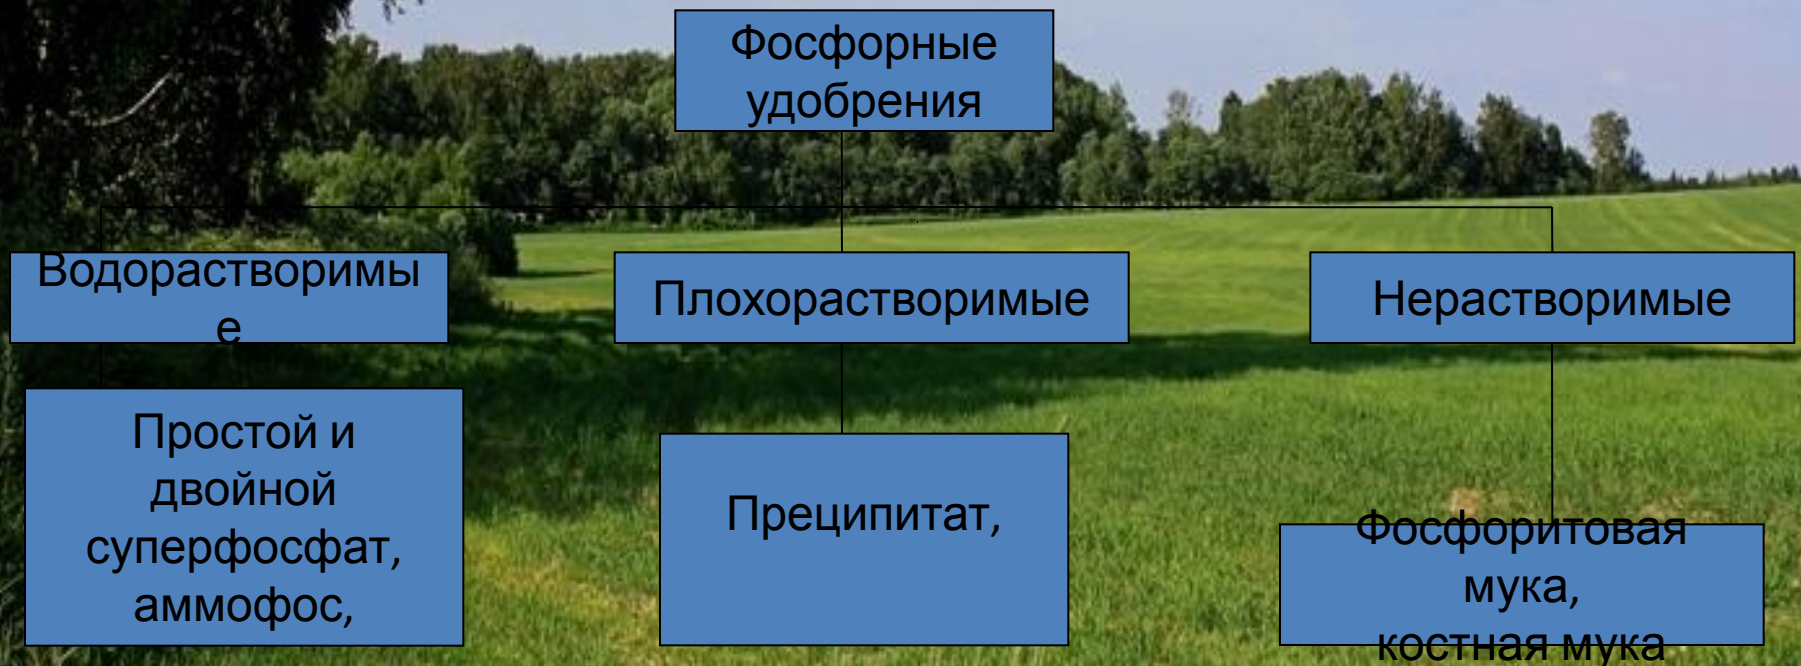 Фосфорные
удобрения
Водорастворимы
е
Плохорастворимые
Нерастворимые
Простой и
двойной
суперфосфат,
аммофос,
Преципитат,
Фосфоритовая
мука,
костная мука